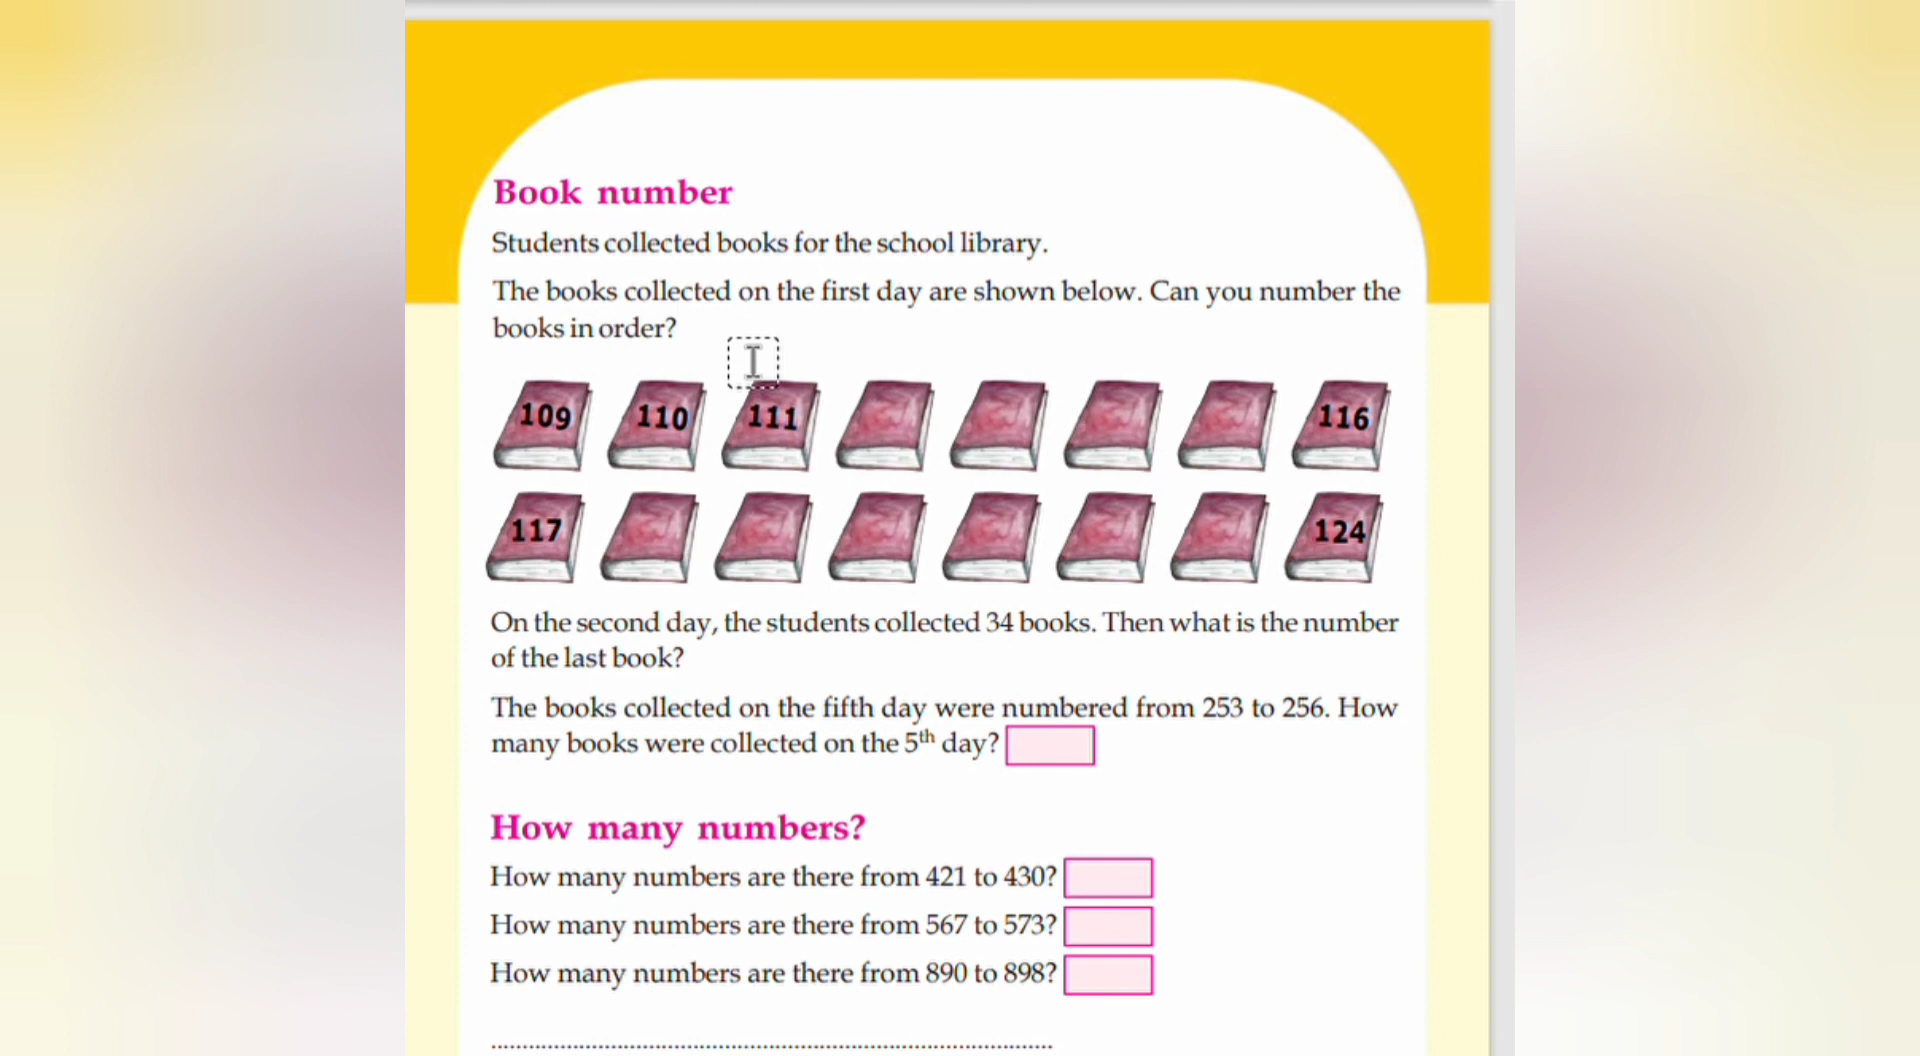 Book number
Students collected books for the school library.
The books collected on the first day are shown below. Can you number the
books in order?
109 110 111 116
117 124
On the second day, the students collected 34 books. Then what is the number
of the last book?
The books collected on the fifth day were numbered from 253 to 256. How
many books were collected on the 5th day?
How many numbers?
How many numbers are there from 421 to 430?
How many numbers are there from 567 to 573?
How many numbers are there from 890 to 898?